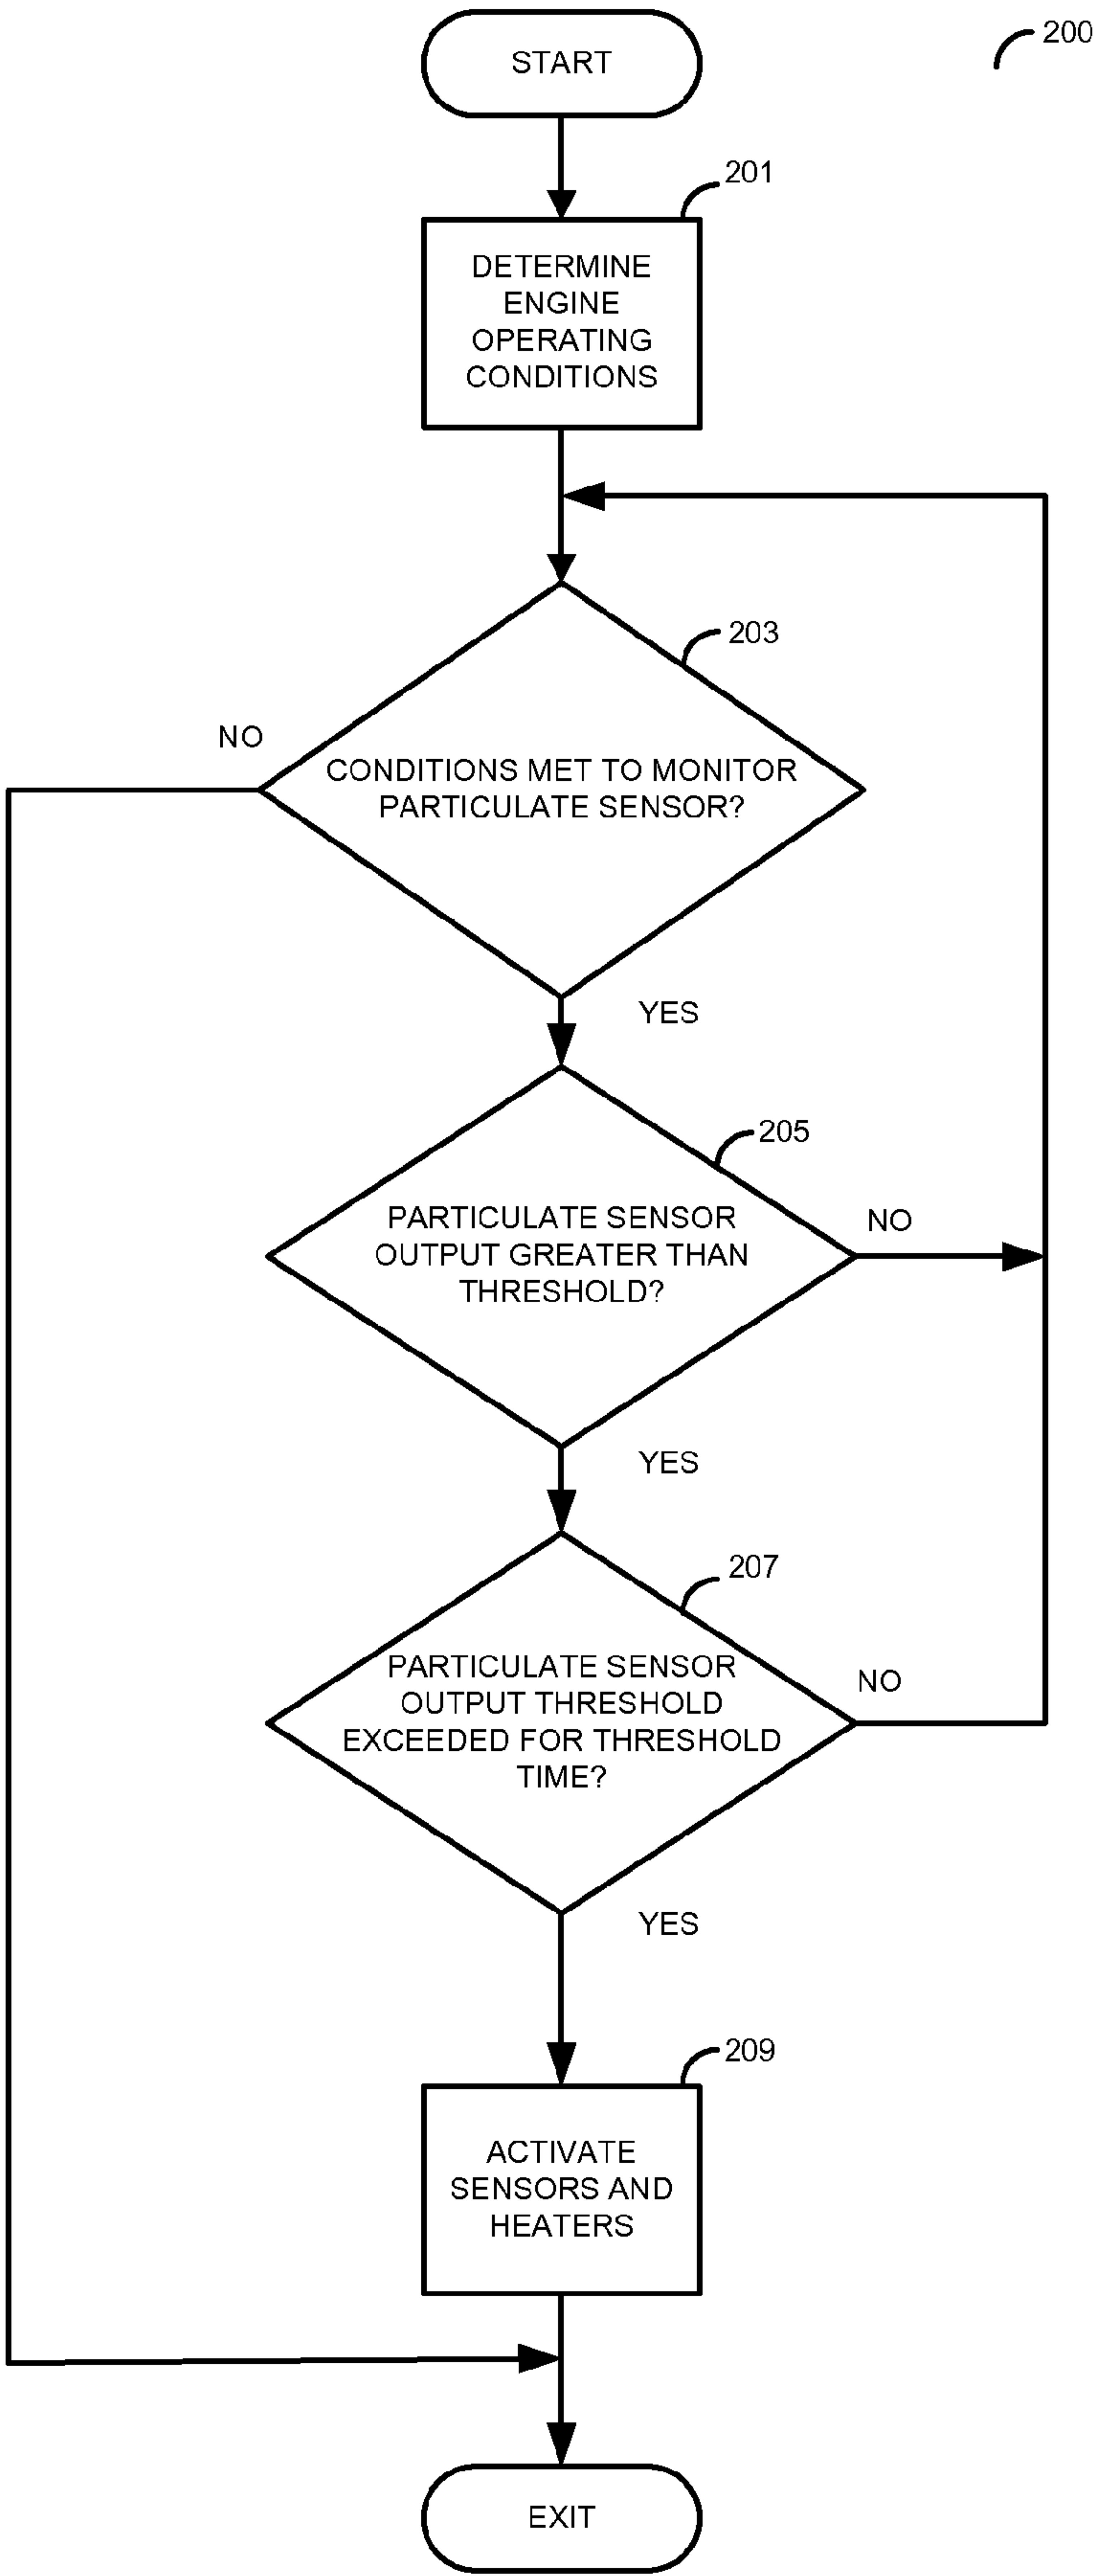 START
200
201
DETERMINE
ENGINE
OPERATING
CONDITIONS
203
NO
CONDITIONS MET TO MONITOR
PARTICULATE SENSOR?
YES
205
PARTICULATE SENSOR
OUTPUT GREATER THAN
THRESHOLD?
NO
YES
207
PARTICULATE SENSOR
OUTPUT THRESHOLD
EXCEEDED FOR THRESHOLD
TIME?
NO
YES
209
ACTIVATE
SENSORS AND
HEATERS
EXIT